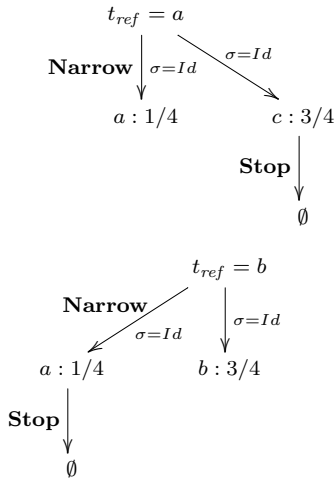 t_ref = a
Narrow σ=Id σ=Id
a : 1/4 c : 3/4
Stop
∅
t_ref = b
Narrow
σ=Id σ=Id
a : 1/4 b : 3/4
Stop
∅